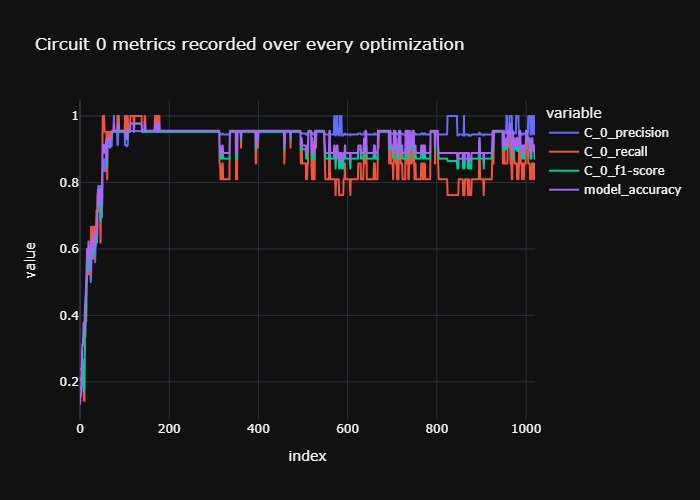 Circuit 0 metrics recorded over every optimization
variable
C_0_precision
C_0_recall
C_0_f1-score
model_accuracy
1
0.8
0.6
0.4
0.2
value
0 200 400 600 800 1000
index